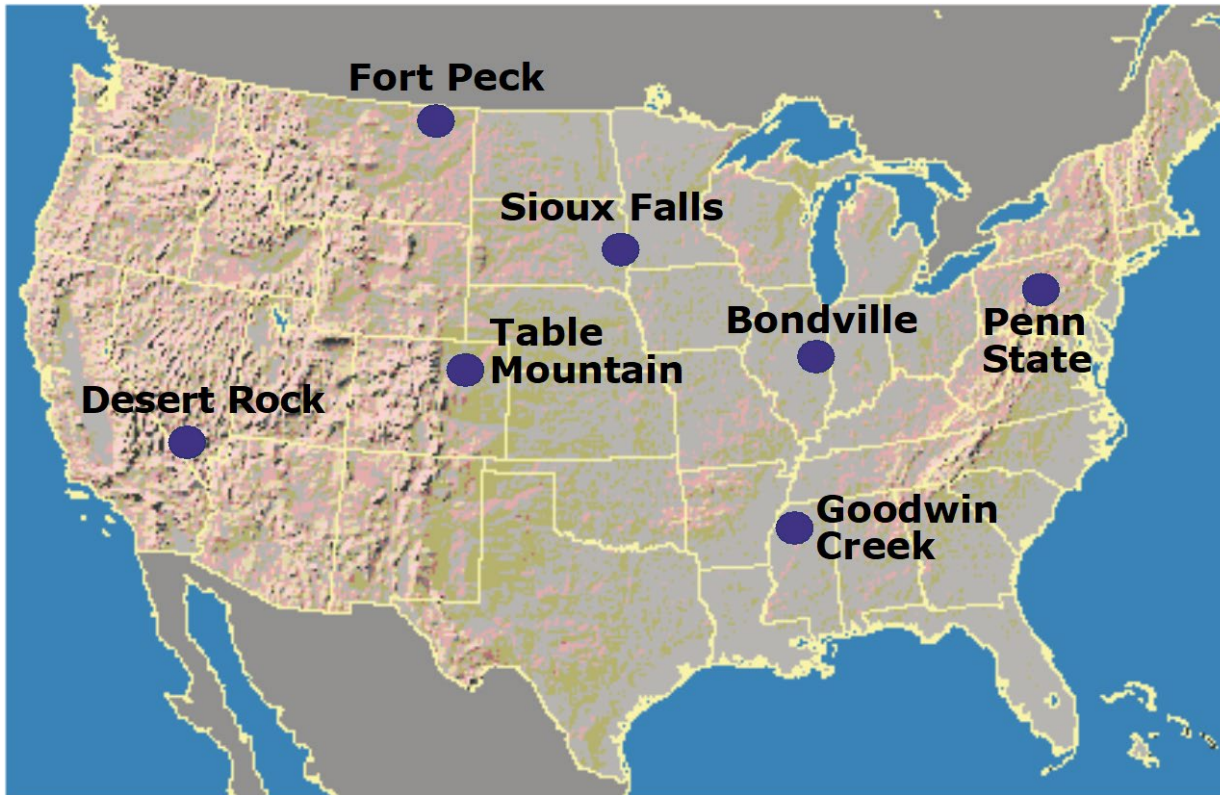 Fort Peck
Sioux Falls
Table
Mountain
Bondville
Penn
State
Desert Rock
Goodwin
Creek